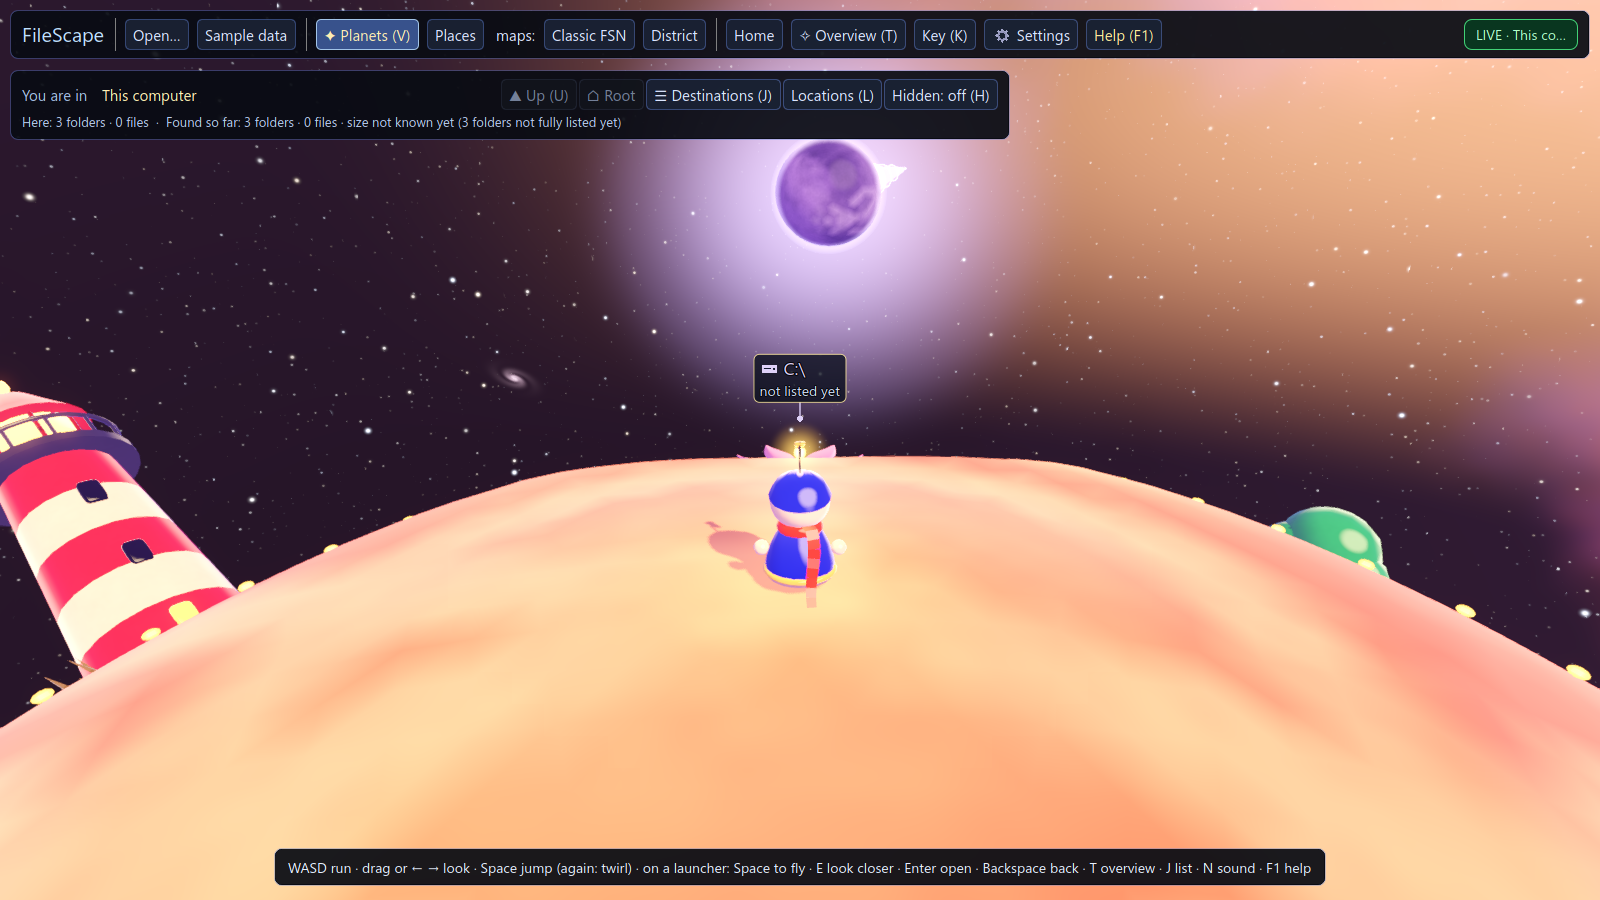 FileScape Open... Sample data ✦ Planets (V) Places maps: Classic FSN District Home ✧ Overview (T) Key (K) ⚙ Settings Help (F1) LIVE · This co...
You are in This computer ▲ Up (U) ⌂ Root ☰ Destinations (J) Locations (L) Hidden: off (H)
Here: 3 folders · 0 files · Found so far: 3 folders · 0 files · size not known yet (3 folders not fully listed yet)
C:\
not listed yet
WASD run · drag or ← → look · Space jump (again: twirl) · on a launcher: Space to fly · E look closer · Enter open · Backspace back · T overview · J list · N sound · F1 help